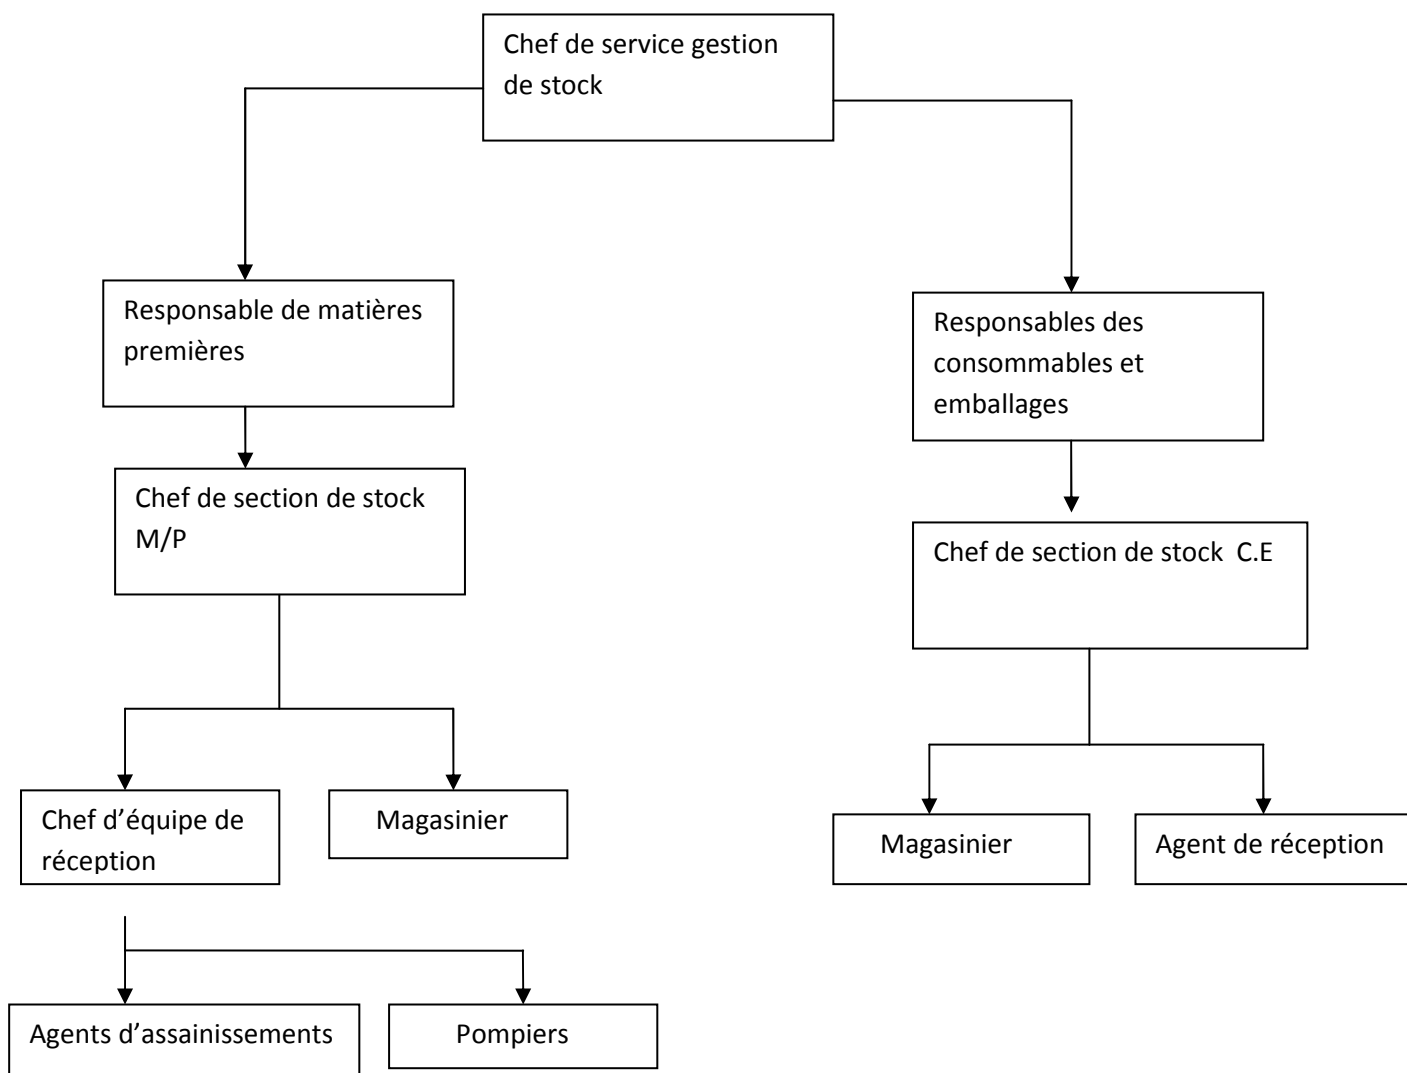 Chef de service gestion
de stock
Responsable de matières
premières
Responsables des
consommables et
emballages
Chef de section de stock
M/P
Chef de section de stock  C.E
Chef d’équipe de
réception
Magasinier
Magasinier
Agent de réception
Agents d’assainissements
Pompiers